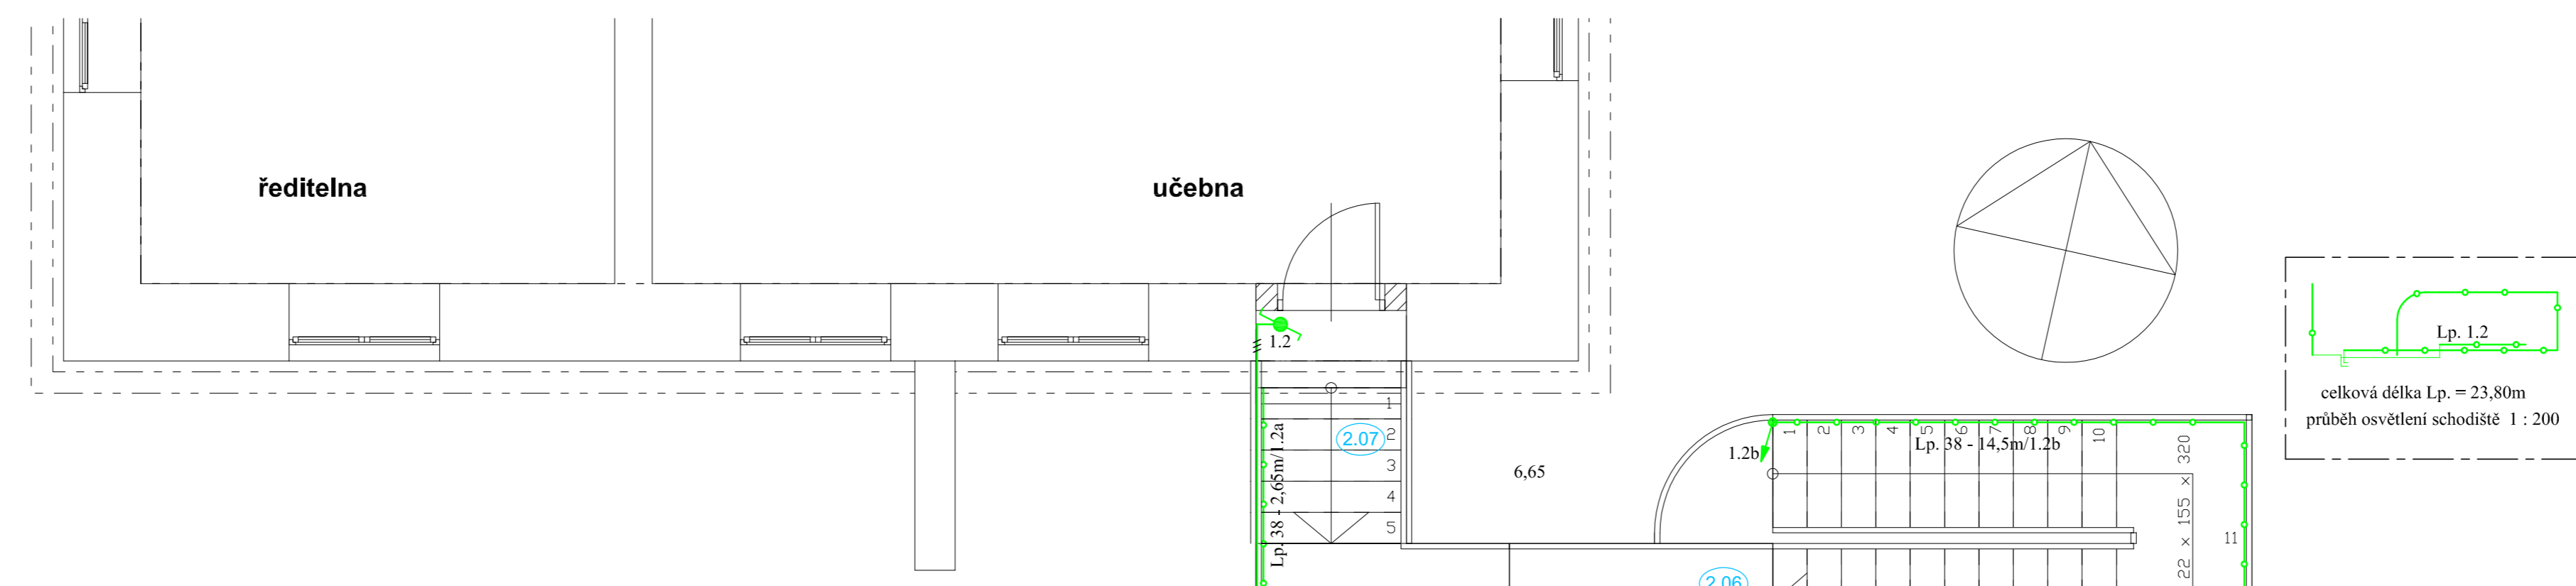 ředitelna
učebna
1.2
Lp. 38 - 2,65m/1.2a
1
2
3
4
5
2.07
6,65
1.2b
1
2
3
4
5
6
7
8
9
10
Lp. 38 - 14,5m/1.2b
22 x 155 x 320
11
2.06
Lp. 1.2
celková délka Lp. = 23,80m
průběh osvětlení schodiště 1 : 200